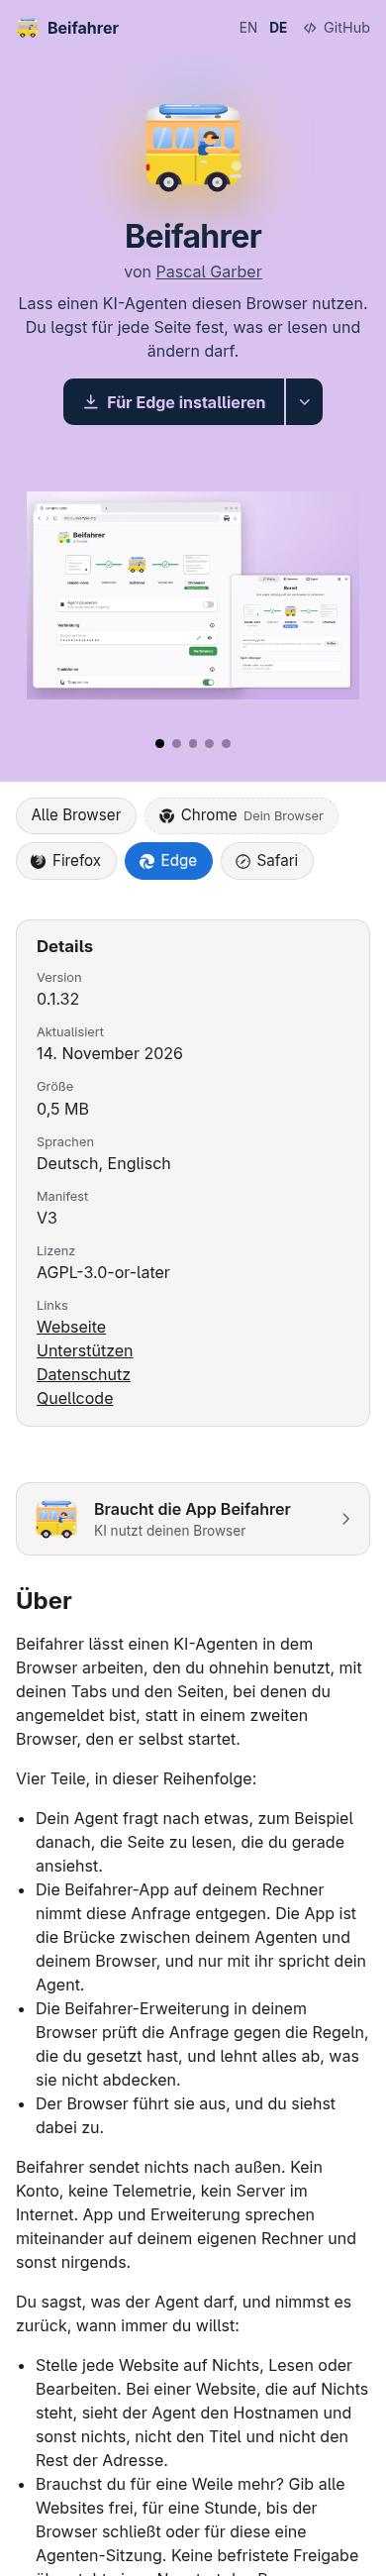 Beifahrer
EN DE GitHub
Beifahrer
von Pascal Garber
Lass einen KI-Agenten diesen Browser nutzen.
Du legst für jede Seite fest, was er lesen und
ändern darf.
Für Edge installieren
Beifahrer
Alle Browser
Chrome Dein Browser
Firefox
Edge
Safari
Details
Version
0.1.32
Aktualisiert
14. November 2026
Größe
0,5 MB
Sprachen
Deutsch, Englisch
Manifest
V3
Lizenz
AGPL-3.0-or-later
Links
Webseite
Unterstützen
Datenschutz
Quellcode
Braucht die App Beifahrer
KI nutzt deinen Browser
Über
Beifahrer lässt einen KI-Agenten in dem
Browser arbeiten, den du ohnehin benutzt, mit
deinen Tabs und den Seiten, bei denen du
angemeldet bist, statt in einem zweiten
Browser, den er selbst startet.
Vier Teile, in dieser Reihenfolge:
• Dein Agent fragt nach etwas, zum Beispiel
danach, die Seite zu lesen, die du gerade
ansiehst.
• Die Beifahrer-App auf deinem Rechner
nimmt diese Anfrage entgegen. Die App ist
die Brücke zwischen deinem Agenten und
deinem Browser, und nur mit ihr spricht dein
Agent.
• Die Beifahrer-Erweiterung in deinem
Browser prüft die Anfrage gegen die Regeln,
die du gesetzt hast, und lehnt alles ab, was
sie nicht abdecken.
• Der Browser führt sie aus, und du siehst
dabei zu.
Beifahrer sendet nichts nach außen. Kein
Konto, keine Telemetrie, kein Server im
Internet. App und Erweiterung sprechen
miteinander auf deinem eigenen Rechner und
sonst nirgends.
Du sagst, was der Agent darf, und nimmst es
zurück, wann immer du willst:
• Stelle jede Website auf Nichts, Lesen oder
Bearbeiten. Bei einer Website, die auf Nichts
steht, sieht der Agent den Hostnamen und
sonst nichts, nicht den Titel und nicht den
Rest der Adresse.
• Brauchst du für eine Weile mehr? Gib alle
Websites frei, für eine Stunde, bis der
Browser schließt oder für diese eine
Agenten-Sitzung. Keine befristete Freigabe